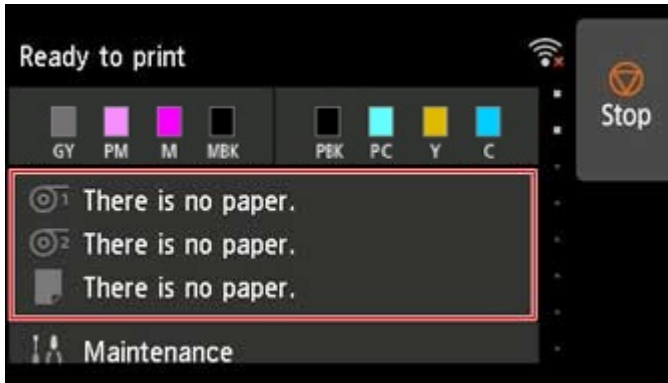 Ready to print
Stop
GY PM M MBK PBK PC Y C
1 There is no paper.
2 There is no paper.
There is no paper.
Maintenance